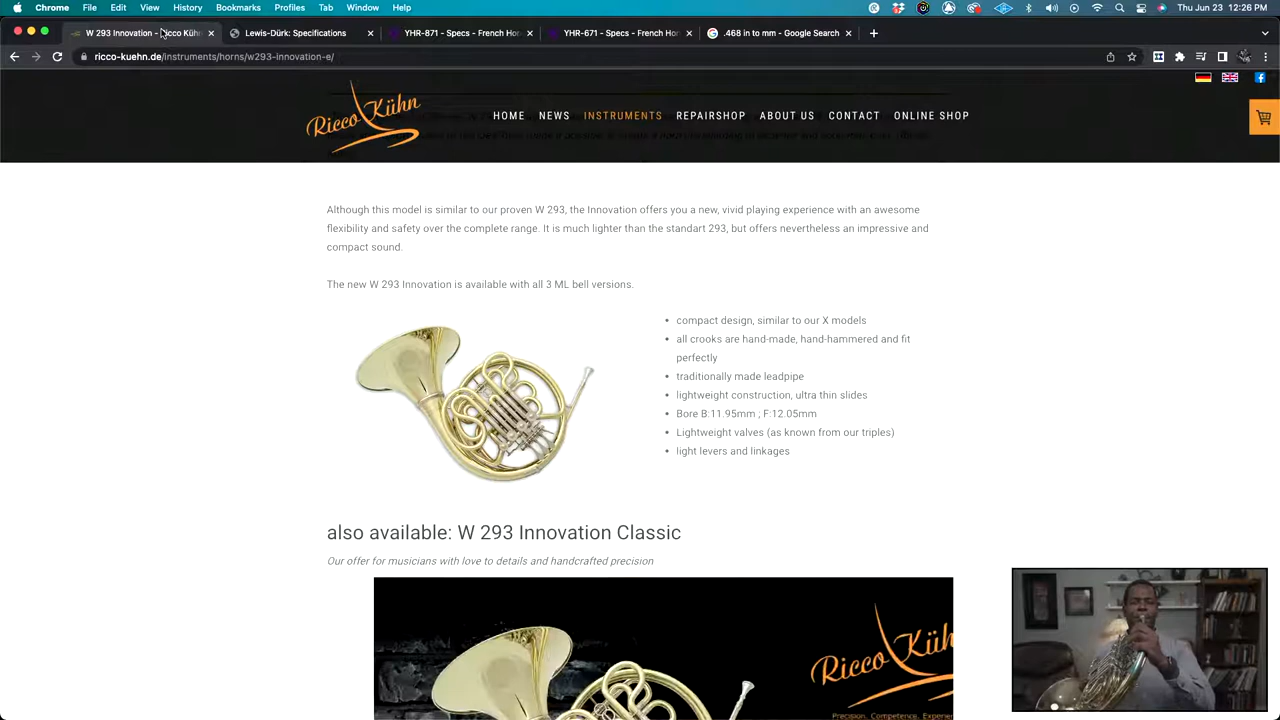 Chrome File Edit View History Bookmarks Profiles Tab Window Help Thu Jun 23 12:26 PM
W 293 Innovation - Ricco Kühn Lewis-Dürk: Specifications YHR-871 - Specs - French Hor YHR-671 - Specs - French Hor .468 in to mm - Google Search
ricco-kuehn.de/instruments/horns/w293-innovation-e/
Ricco Kühn
HOME NEWS INSTRUMENTS REPAIRSHOP ABOUT US CONTACT ONLINE SHOP
Although this model is similar to our proven W 293, the Innovation offers you a new, vivid playing experience with an awesome
flexibility and safety over the complete range. It is much lighter than the standart 293, but offers nevertheless an impressive and
compact sound.
The new W 293 Innovation is available with all 3 ML bell versions.
• compact design, similar to our X models
• all crooks are hand-made, hand-hammered and fit
perfectly
• traditionally made leadpipe
• lightweight construction, ultra thin slides
• Bore B:11.95mm ; F:12.05mm
• Lightweight valves (as known from our triples)
• light levers and linkages
also available: W 293 Innovation Classic
Our offer for musicians with love to details and handcrafted precision
Ricco Küh
Precision. Competence. Experie